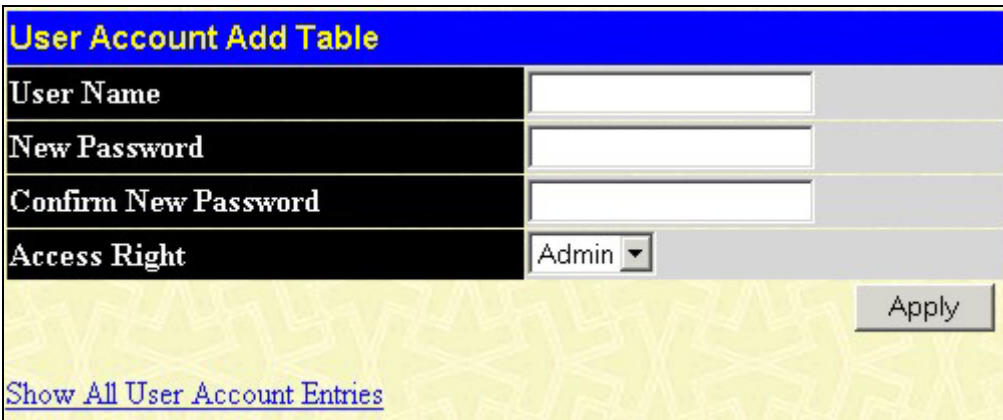 User Account Add Table
User Name
New Password
Confirm New Password
Access Right Admin
Apply
Show All User Account Entries